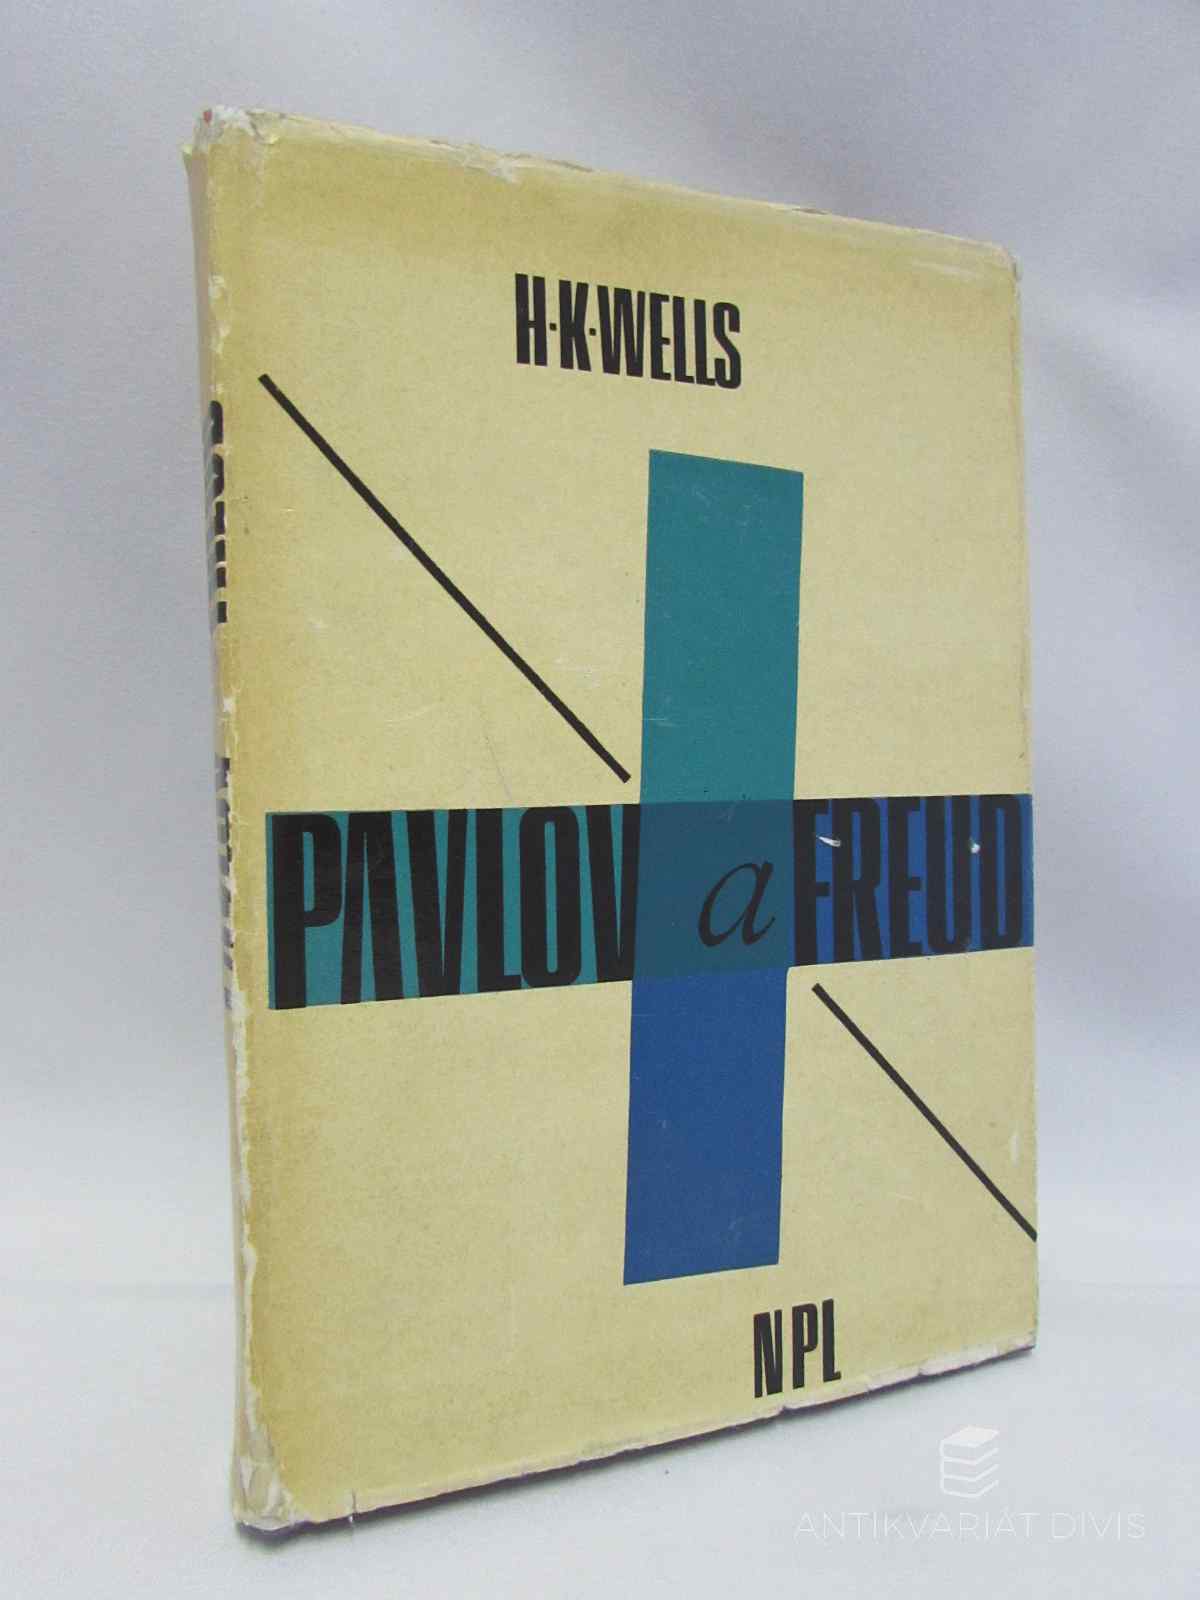 H·K·WELLS
PAVLOV a FREUD
NPL
ANTIKVARIÁT DIVIS